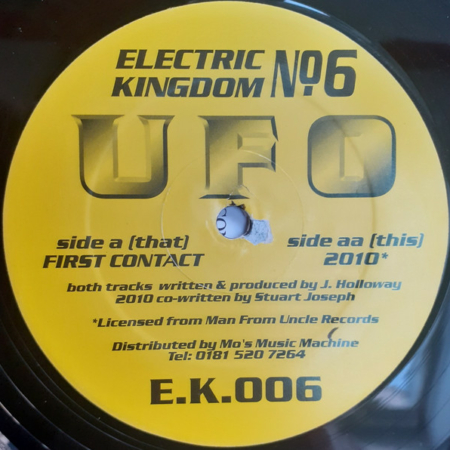 ELECTRIC
KINGDOM Nº6
UFO
side a (that) side aa (this)
FIRST CONTACT 2010*
both tracks written & produced by J. Holloway
2010 co-written by Stuart Joseph
*Licensed from Man From Uncle Records
Distributed by Mo's Music Machine
Tel: 0181 520 7264
E.K.006